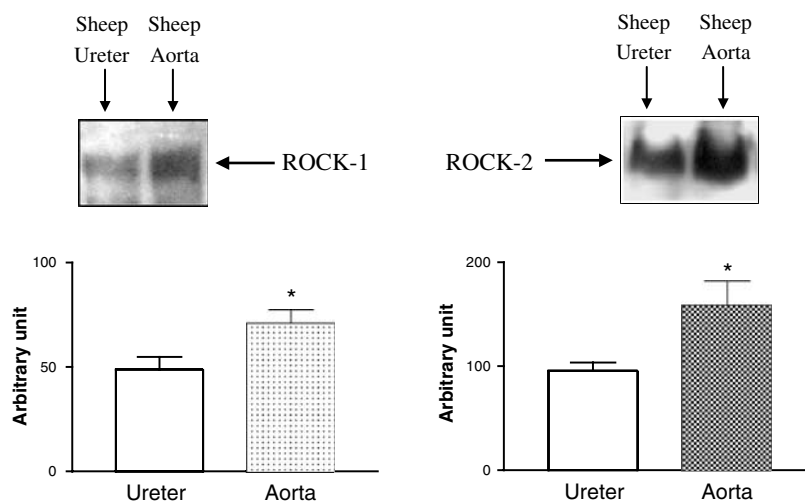 Sheep Sheep
Ureter Aorta
ROCK-1
100
*
50
0
Arbitrary unit
Ureter Aorta
Sheep Sheep
Ureter Aorta
ROCK-2
200
*
100
0
Arbitrary unit
Ureter Aorta